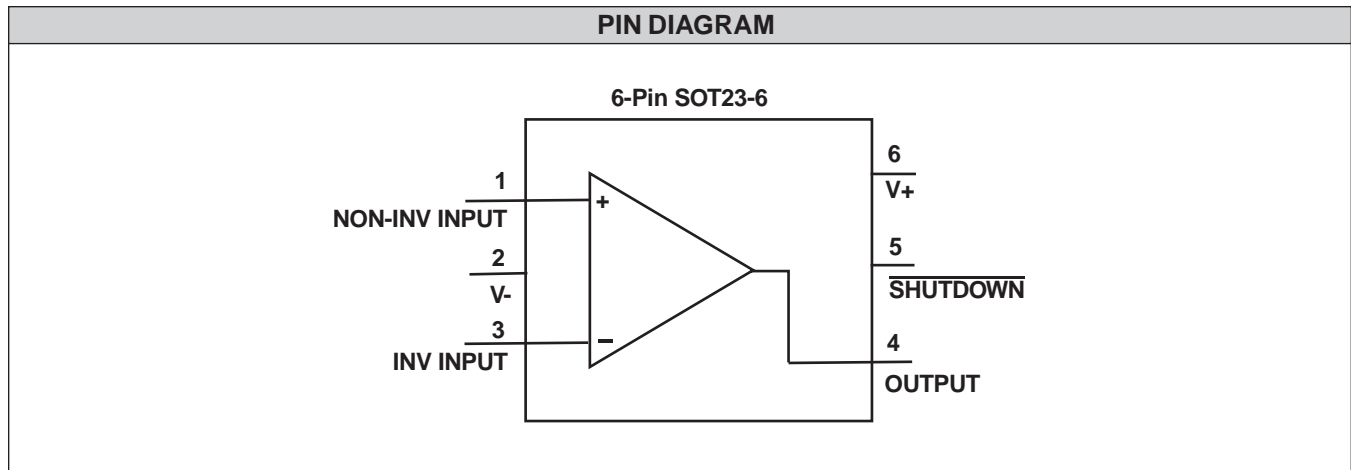 PIN DIAGRAM
6-Pin SOT23-6
1
NON-INV INPUT
2
V-
3
INV INPUT
+
−
6
V+
5
SHUTDOWN
4
OUTPUT